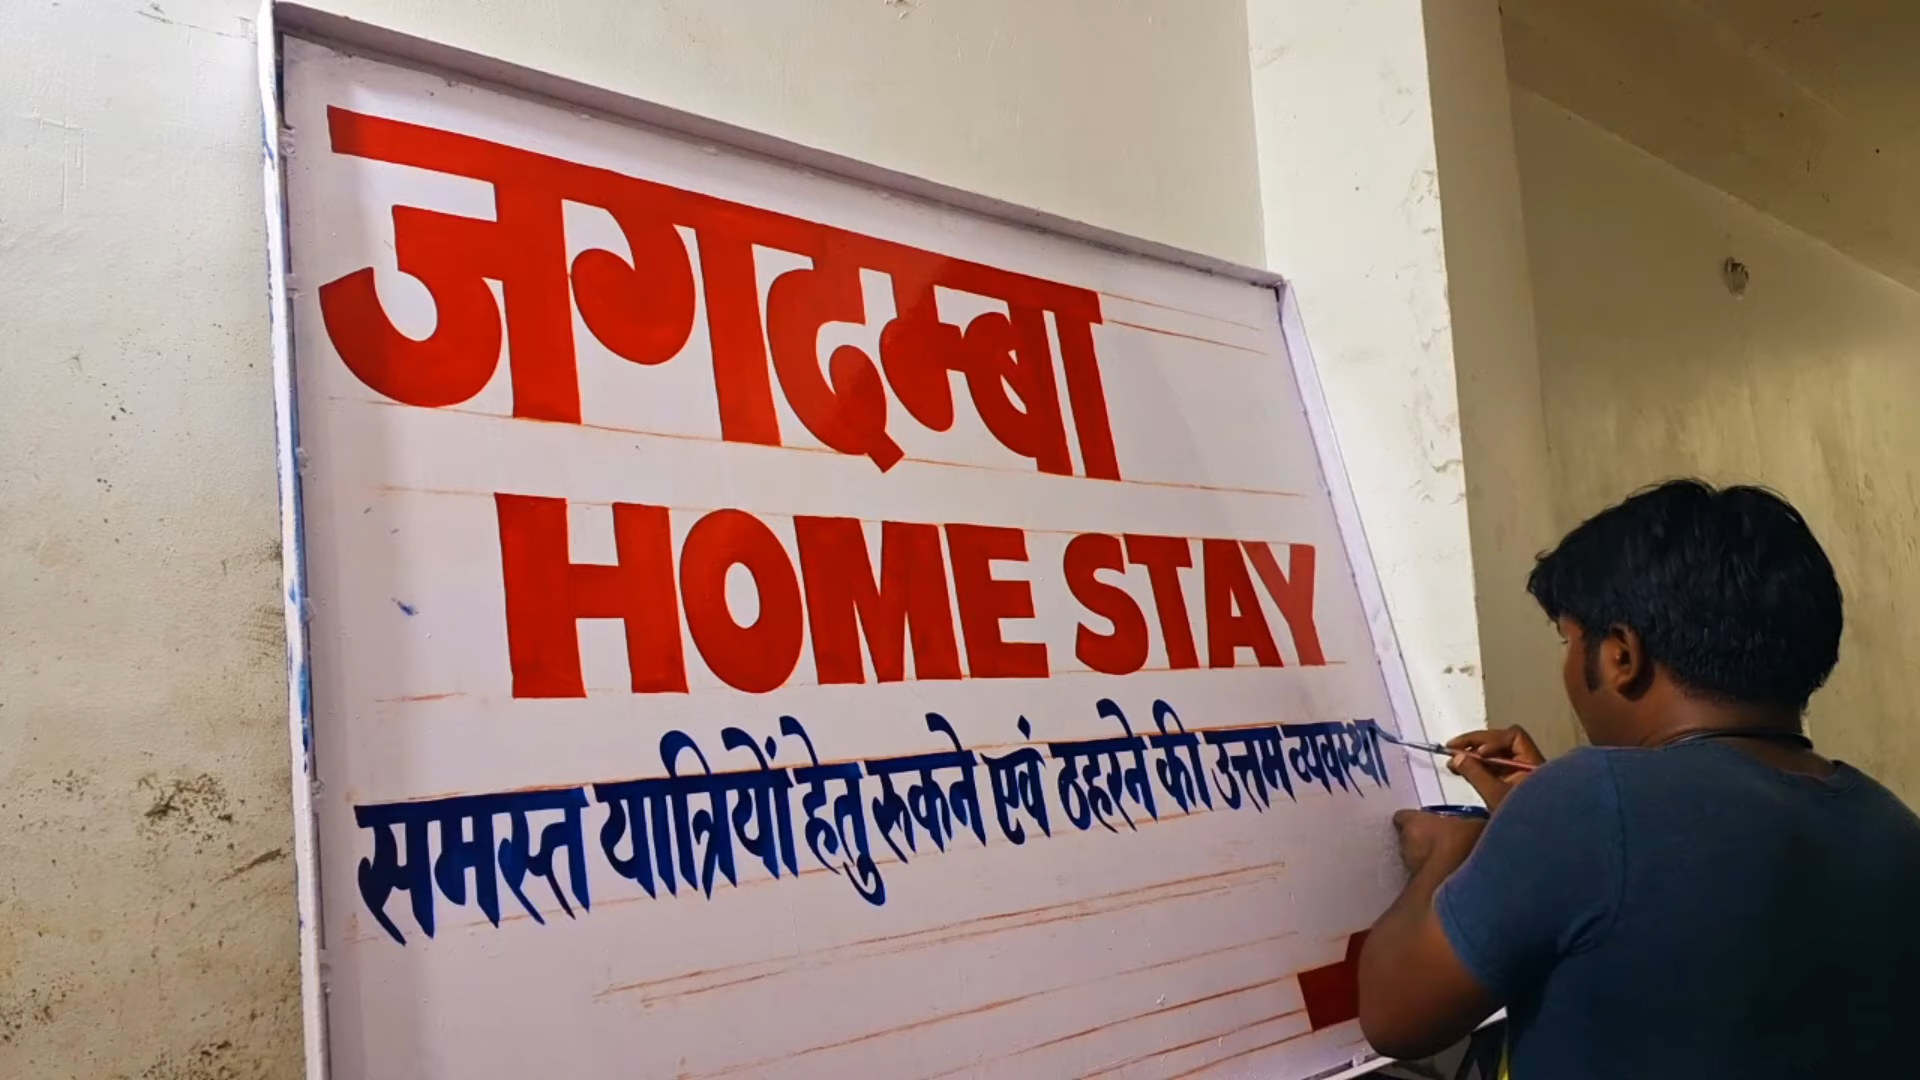 जगदम्बा
HOME STAY
समस्त यात्रियों हेतु रूकने एवं ठहरने की उत्तम व्यवस्था